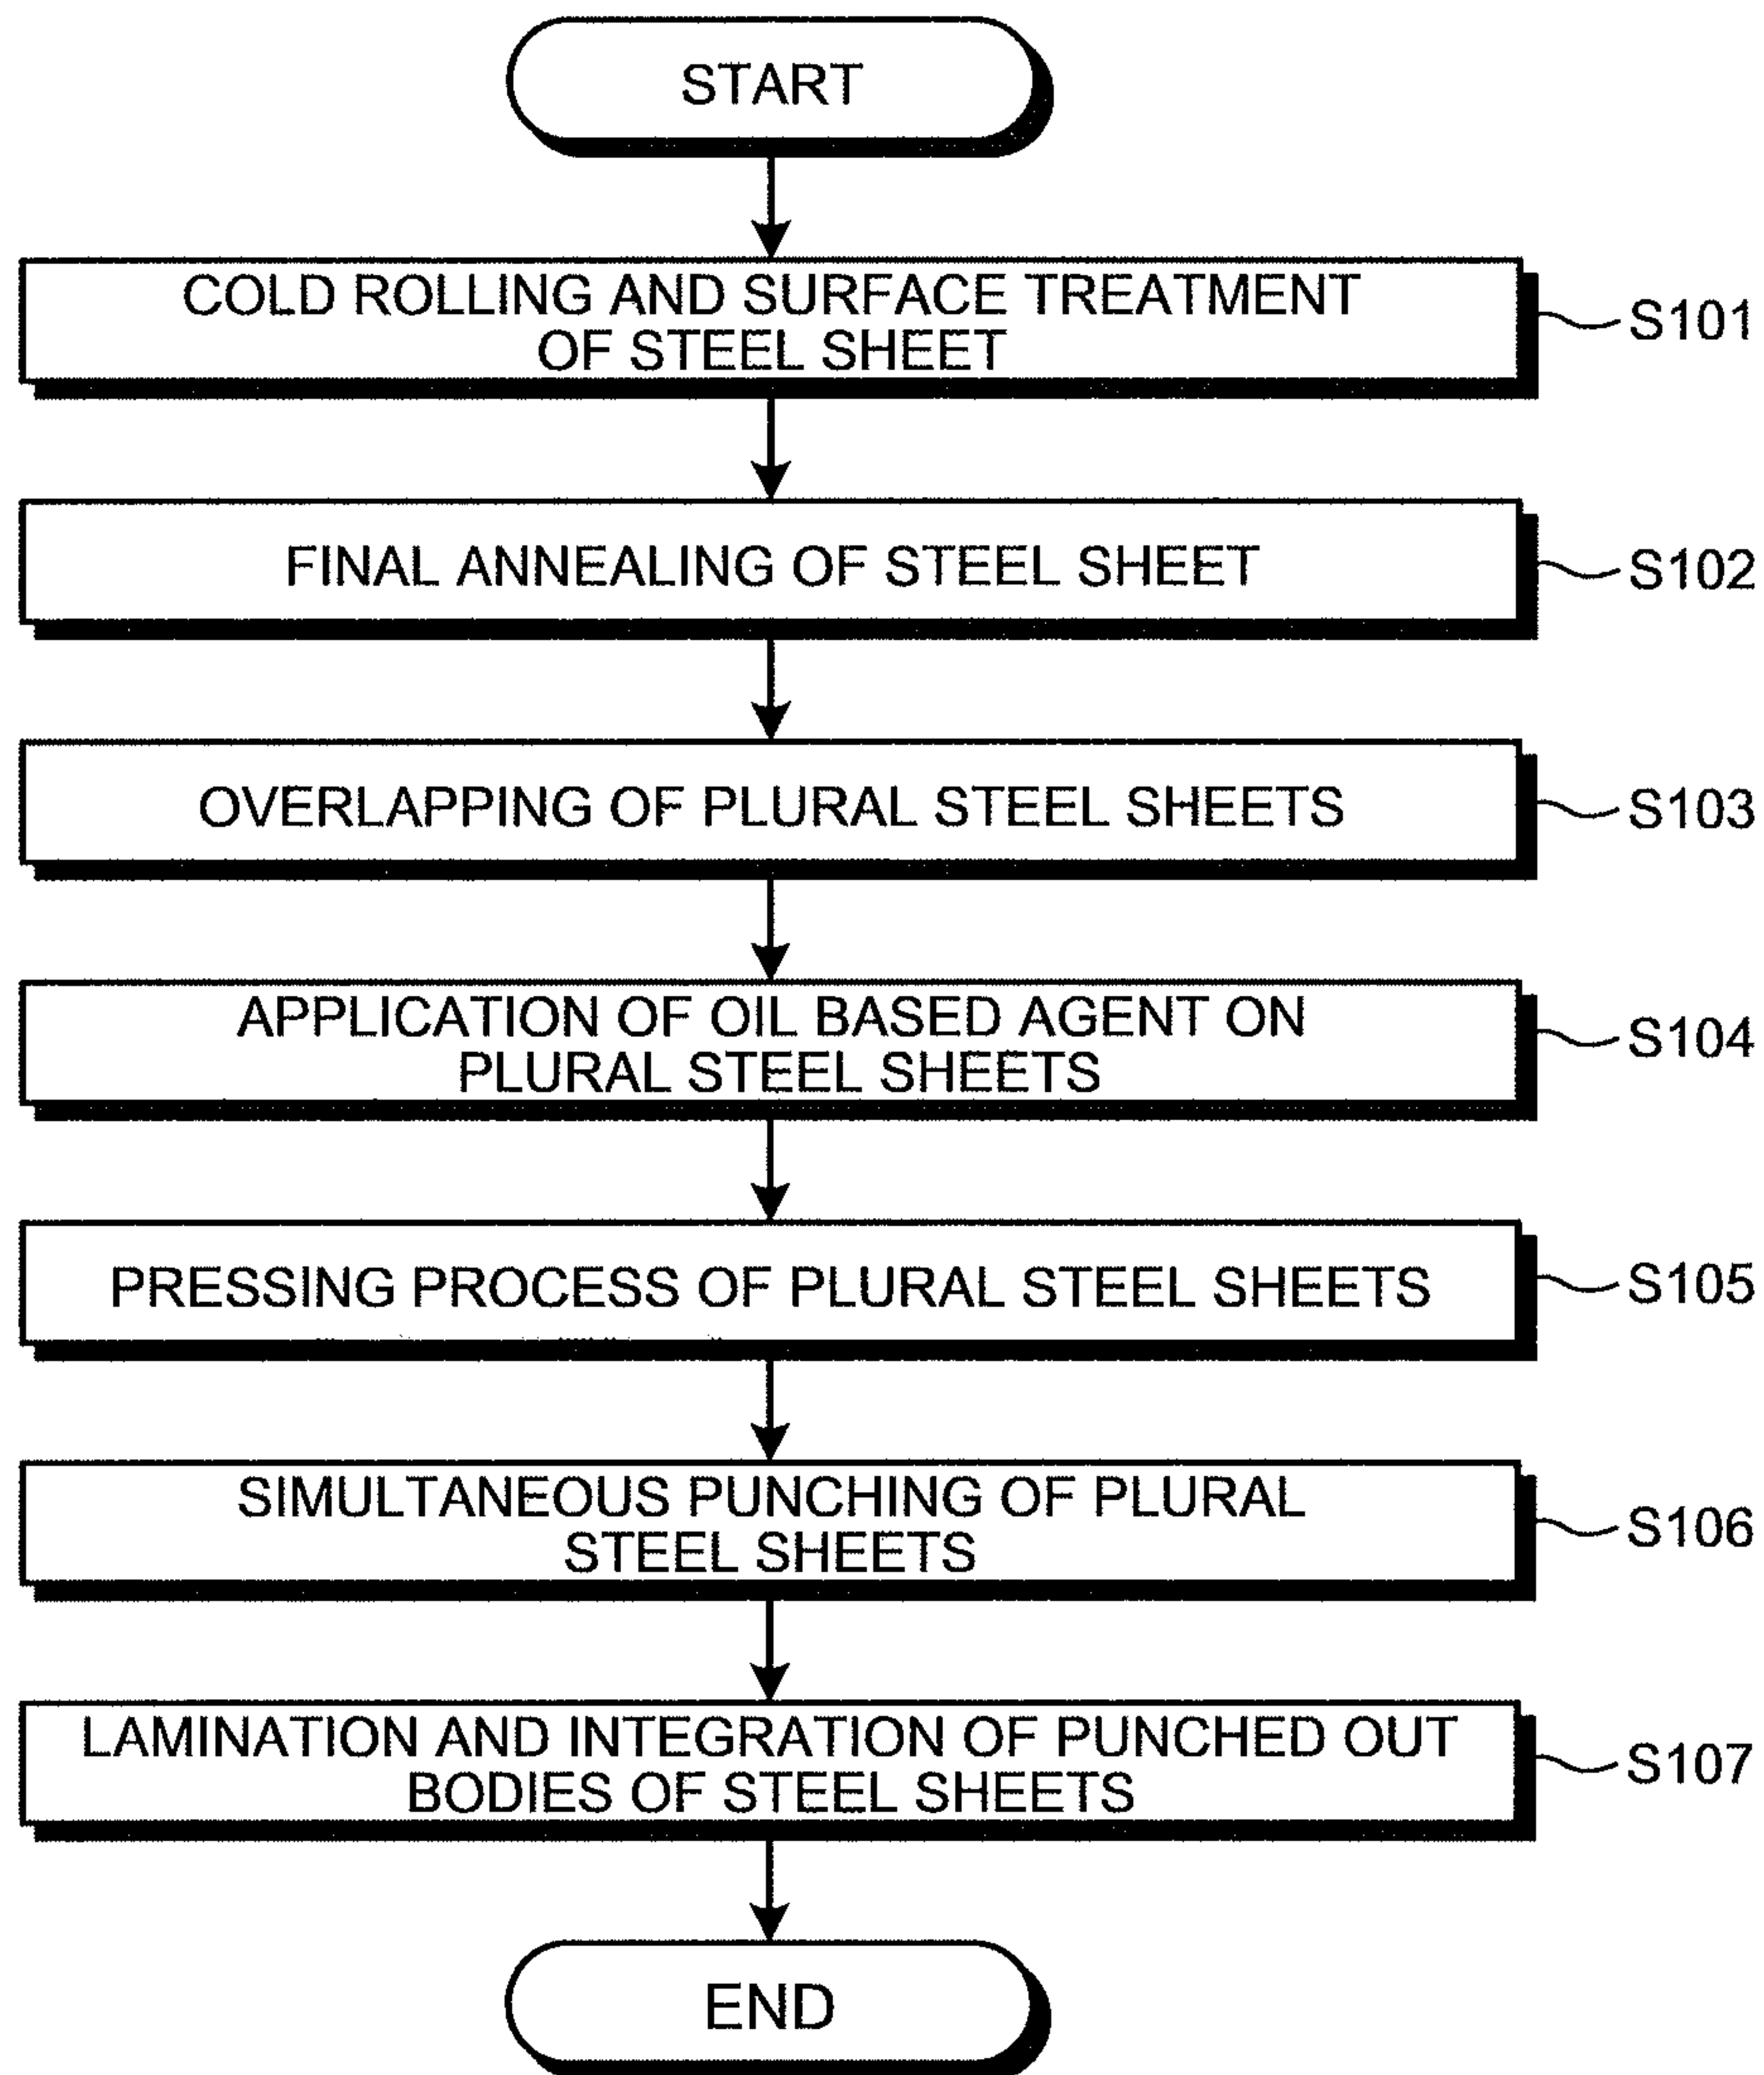 START
COLD ROLLING AND SURFACE TREATMENT
OF STEEL SHEET
S101
FINAL ANNEALING OF STEEL SHEET
S102
OVERLAPPING OF PLURAL STEEL SHEETS
S103
APPLICATION OF OIL BASED AGENT ON
PLURAL STEEL SHEETS
S104
PRESSING PROCESS OF PLURAL STEEL SHEETS
S105
SIMULTANEOUS PUNCHING OF PLURAL
STEEL SHEETS
S106
LAMINATION AND INTEGRATION OF PUNCHED OUT
BODIES OF STEEL SHEETS
S107
END